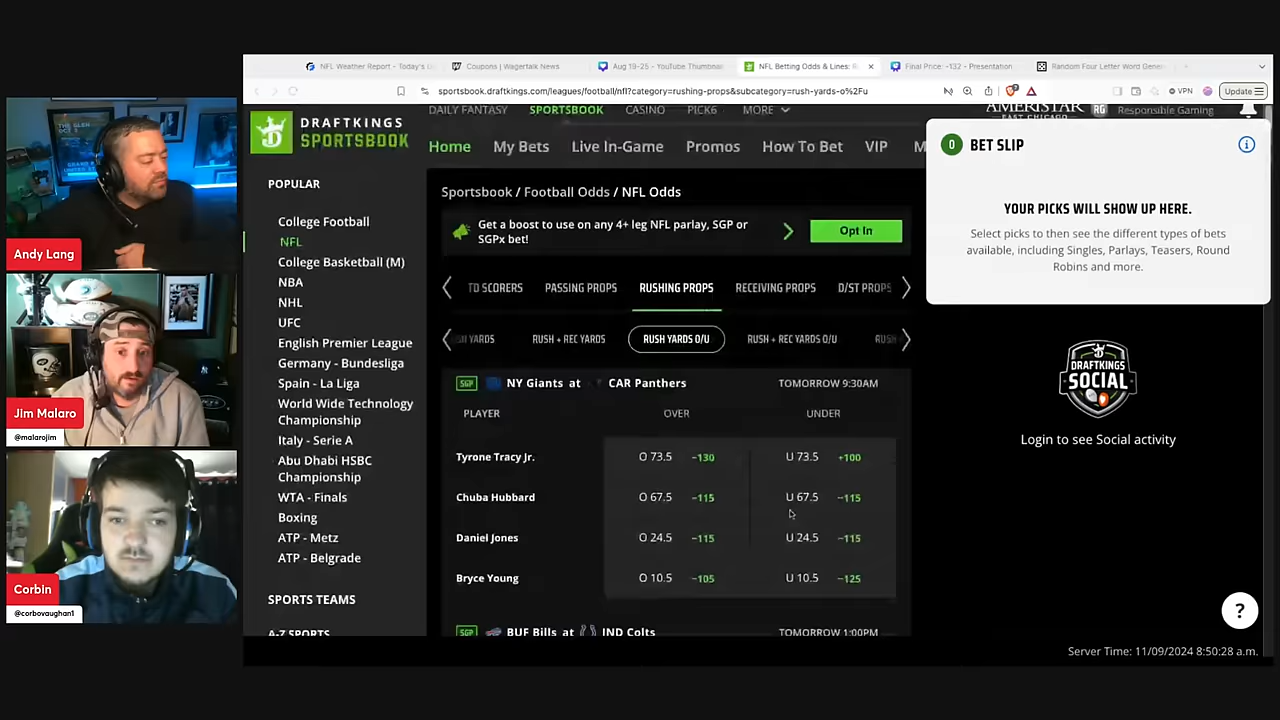 NFL Weather Report - Today's
Coupons | Wagertalk News
Aug 19-25 - YouTube Thumbnai
NFL Betting Odds & Lines: R
Final Price: -132 - Presentation
Random Four Letter Word Gene
sportsbook.draftkings.com/leagues/football/nfl?category=rushing-props&subcategory=rush-yards-o%2Fu
VPN
Update
DAILY FANTASY
SPORTSBOOK
CASINO
PICK6
MORE
AMERISTAR
EAST CHICAGO
RG
Responsible Gaming
DRAFTKINGS
SPORTSBOOK
Home
My Bets
Live In-Game
Promos
How To Bet
VIP
M
0 BET SLIP
YOUR PICKS WILL SHOW UP HERE.
Select picks to then see the different types of bets
available, including Singles, Parlays, Teasers, Round
Robins and more.
POPULAR
College Football
NFL
College Basketball (M)
NBA
NHL
UFC
English Premier League
Germany - Bundesliga
Spain - La Liga
World Wide Technology
Championship
Italy - Serie A
Abu Dhabi HSBC
Championship
WTA - Finals
Boxing
ATP - Metz
ATP - Belgrade
SPORTS TEAMS
A-Z SPORTS
Sportsbook / Football Odds / NFL Odds
Get a boost to use on any 4+ leg NFL parlay, SGP or
SGPx bet!
Opt In
TD SCORERS
PASSING PROPS
RUSHING PROPS
RECEIVING PROPS
D/ST PROPS
YARDS
RUSH + REC YARDS
RUSH YARDS O/U
RUSH + REC YARDS O/U
RUSH
SGP NY Giants at CAR Panthers TOMORROW 9:30AM
PLAYER OVER UNDER
Tyrone Tracy Jr. O 73.5 −130 U 73.5 +100
Chuba Hubbard O 67.5 −115 U 67.5 −115
Daniel Jones O 24.5 −115 U 24.5 −115
Bryce Young O 10.5 −105 U 10.5 −125
SGP BUF Bills at IND Colts TOMORROW 1:00PM
DRAFTKINGS
SOCIAL
Login to see Social activity
?
Server Time: 11/09/2024 8:50:28 a.m.
Andy Lang
Jim Malaro
@malarojim
Corbin
@corbovaughan1